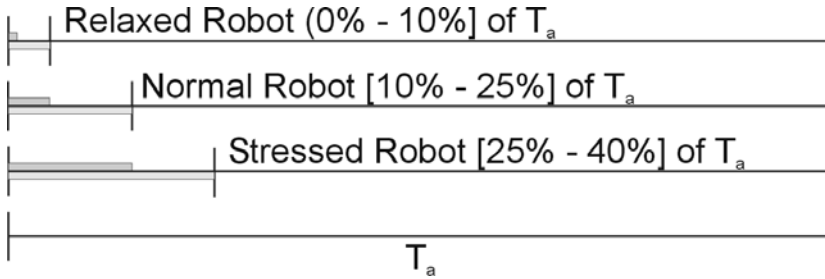 Relaxed Robot (0% - 10%] of Ta
Normal Robot [10% - 25%] of Ta
Stressed Robot [25% - 40%] of Ta
Ta